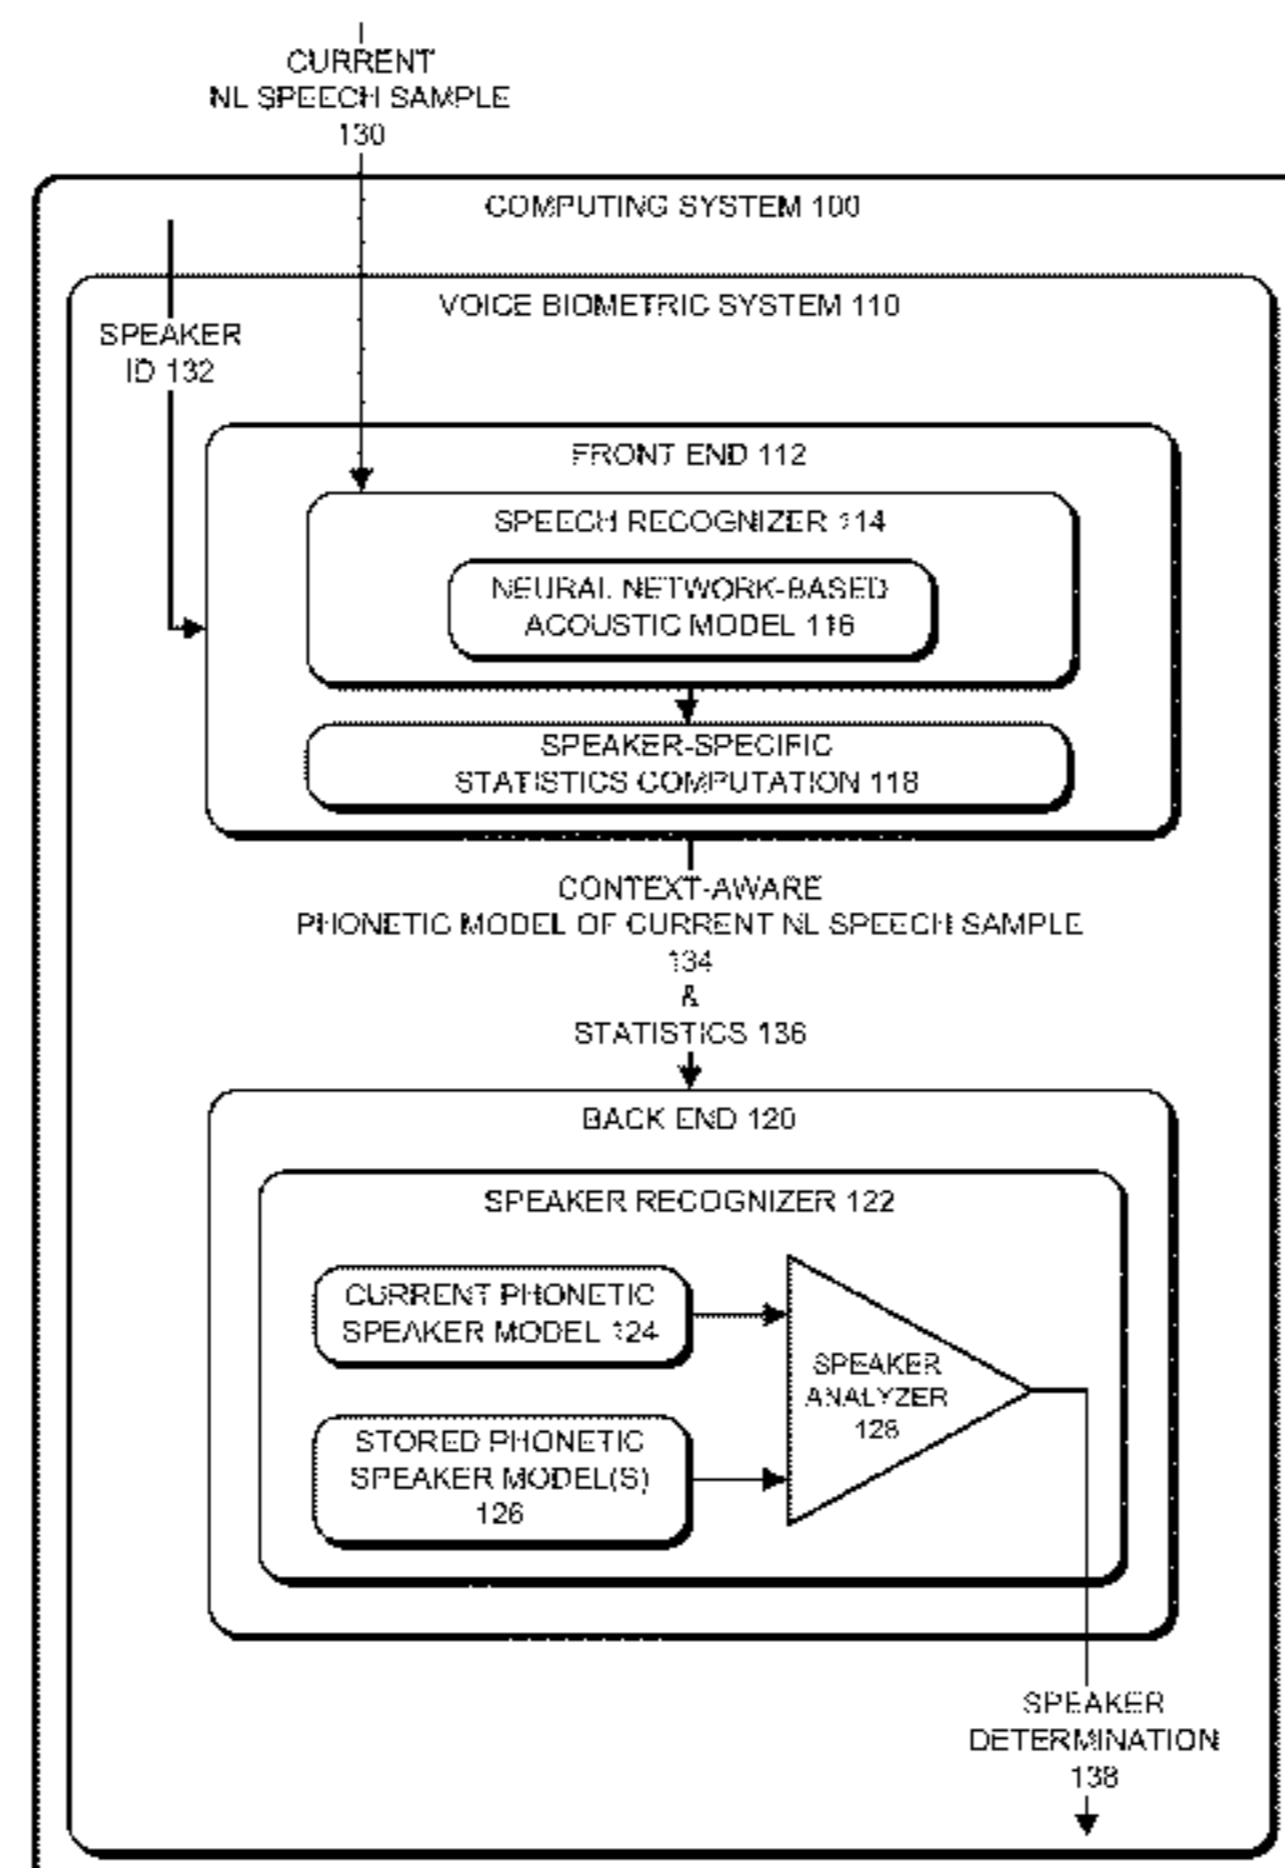 CURRENT
NL SPEECH SAMPLE
130
COMPUTING SYSTEM 100
VOICE BIOMETRIC SYSTEM 110
SPEAKER
ID 132
FRONT END 112
SPEECH RECOGNIZER 114
NEURAL NETWORK-BASED
ACOUSTIC MODEL 116
SPEAKER-SPECIFIC
STATISTICS COMPUTATION 118
CONTEXT-AWARE
PHONETIC MODEL OF CURRENT NL SPEECH SAMPLE
134
&
STATISTICS 136
BACK END 120
SPEAKER RECOGNIZER 122
CURRENT PHONETIC
SPEAKER MODEL 124
SPEAKER
ANALYZER
128
STORED PHONETIC
SPEAKER MODEL(S)
126
SPEAKER
DETERMINATION
138